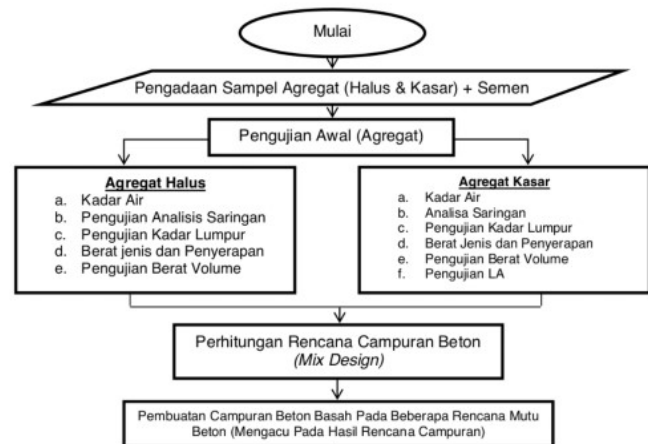 Mulai
Pengadaan Sampel Agregat (Halus & Kasar) + Semen
Pengujian Awal (Agregat)
Agregat Halus
a. Kadar Air
b. Pengujian Analisis Saringan
c. Pengujian Kadar Lumpur
d. Berat jenis dan Penyerapan
e. Pengujian Berat Volume
Agregat Kasar
a. Kadar Air
b. Analisa Saringan
c. Pengujian Kadar Lumpur
d. Berat Jenis dan Penyerapan
e. Pengujian Berat Volume
f. Pengujian LA
Perhitungan Rencana Campuran Beton
(Mix Design)
Pembuatan Campuran Beton Basah Pada Beberapa Rencana Mutu
Beton (Mengacu Pada Hasil Rencana Campuran)